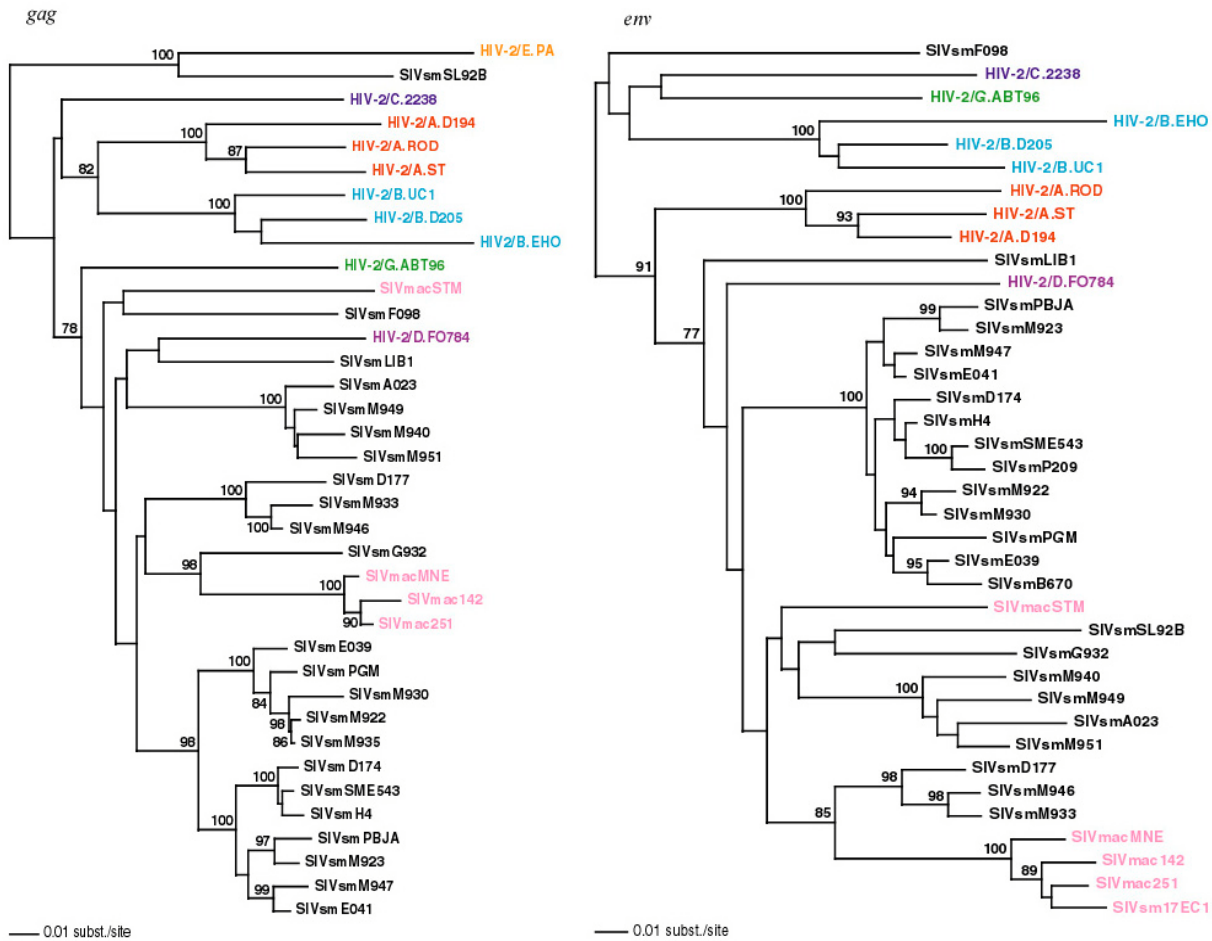 gag
100
HIV-2/E.PA
SIVsmSL92B
HIV-2/C.2238
100
HIV-2/A.D194
87
HIV-2/A.ROD
82
HIV-2/A.ST
100
HIV-2/B.UC1
HIV-2/B.D205
HIV2/B.EHO
HIV-2/G.ABT96
SIVmacSTM
78
SIVsmF098
HIV-2/D.FO784
SIVsmLIB1
100
SIVsmA023
SIVsmM949
SIVsmM940
SIVsmM951
100
SIVsmD177
SIVsmM933
100
SIVsmM946
98
SIVsmG932
100
SIVmacMNE
SIVmac142
90
SIVmac251
100
SIVsmE039
SIVsmPGM
84
SIVsmM930
98
SIVsmM922
86
SIVsmM935
98
100
SIVsmD174
SIVsmSME543
100
SIVsmH4
97
SIVsmPBJA
SIVsmM923
99
SIVsmM947
SIVsmE041
0.01 subst./site
env
SIVsmF098
HIV-2/C.2238
HIV-2/G.ABT96
100
HIV-2/B.EHO
HIV-2/B.D205
HIV-2/B.UC1
100
HIV-2/A.ROD
93
HIV-2/A.ST
HIV-2/A.D194
91
SIVsmLIB1
HIV-2/D.FO784
77
99
SIVsmPBJA
SIVsmM923
SIVsmM947
SIVsmE041
100
SIVsmD174
SIVsmH4
100
SIVsmSME543
SIVsmP209
94
SIVsmM922
SIVsmM930
SIVsmPGM
95
SIVsmE039
SIVsmB670
SIVmacSTM
SIVsmSL92B
SIVsmG932
100
SIVsmM940
SIVsmM949
SIVsmA023
SIVsmM951
98
SIVsmD177
98
SIVsmM946
SIVsmM933
85
100
SIVmacMNE
89
SIVmac142
SIVmac251
SIVsm17EC1
0.01 subst./site